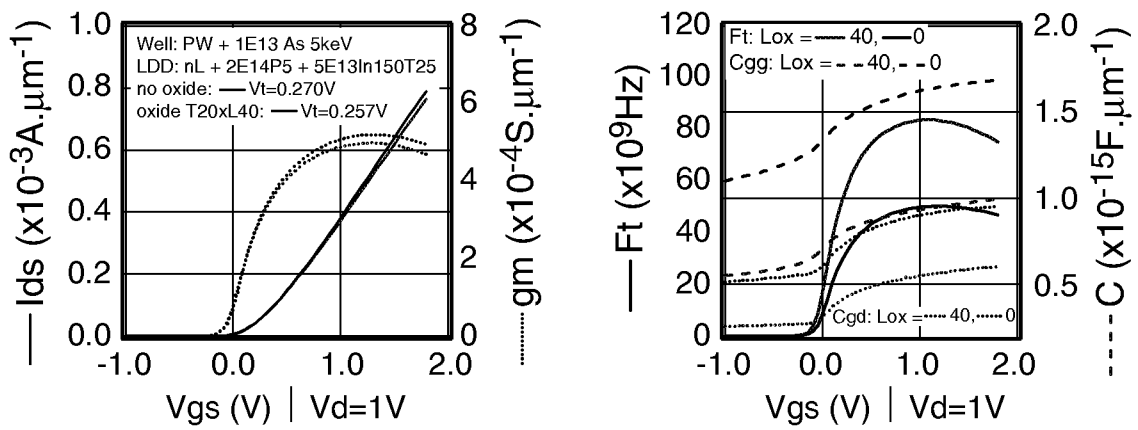 1.0
0.8
0.6
0.4
0.2
0.0
Ids (x10⁻³A.µm⁻¹)
Well: PW + 1E13 As 5keV
LDD: nL + 2E14P5 + 5E13In150T25
no oxide: Vt=0.270V
oxide T20xL40: Vt=0.257V
8
6
4
2
0
gm (x10⁻⁴S.µm⁻¹)
-1.0 0.0 1.0 2.0
Vgs (V) | Vd=1V
120
100
80
60
40
20
0
Ft (x10⁹Hz)
Ft: Lox = 40, 0
Cgg: Lox = 40, 0
Cgd: Lox = 40, 0
2.0
1.5
1.0
0.5
C (x10⁻¹⁵F.µm⁻¹)
-1.0 0.0 1.0 2.0
Vgs (V) | Vd=1V